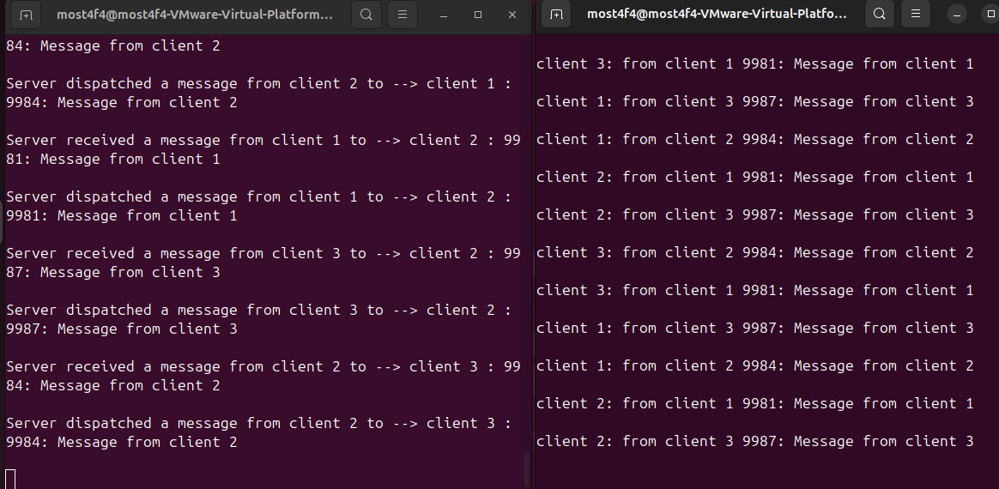 most4f4@most4f4-VMware-Virtual-Platform...
84: Message from client 2
Server dispatched a message from client 2 to --> client 1 :
9984: Message from client 2
Server received a message from client 1 to --> client 2 : 99
81: Message from client 1
Server dispatched a message from client 1 to --> client 2 :
9981: Message from client 1
Server received a message from client 3 to --> client 2 : 99
87: Message from client 3
Server dispatched a message from client 3 to --> client 2 :
9987: Message from client 3
Server received a message from client 2 to --> client 3 : 99
84: Message from client 2
Server dispatched a message from client 2 to --> client 3 :
9984: Message from client 2
most4f4@most4f4-VMware-Virtual-Platfo...
client 3: from client 1 9981: Message from client 1
client 1: from client 3 9987: Message from client 3
client 1: from client 2 9984: Message from client 2
client 2: from client 1 9981: Message from client 1
client 2: from client 3 9987: Message from client 3
client 3: from client 2 9984: Message from client 2
client 3: from client 1 9981: Message from client 1
client 1: from client 3 9987: Message from client 3
client 1: from client 2 9984: Message from client 2
client 2: from client 1 9981: Message from client 1
client 2: from client 3 9987: Message from client 3